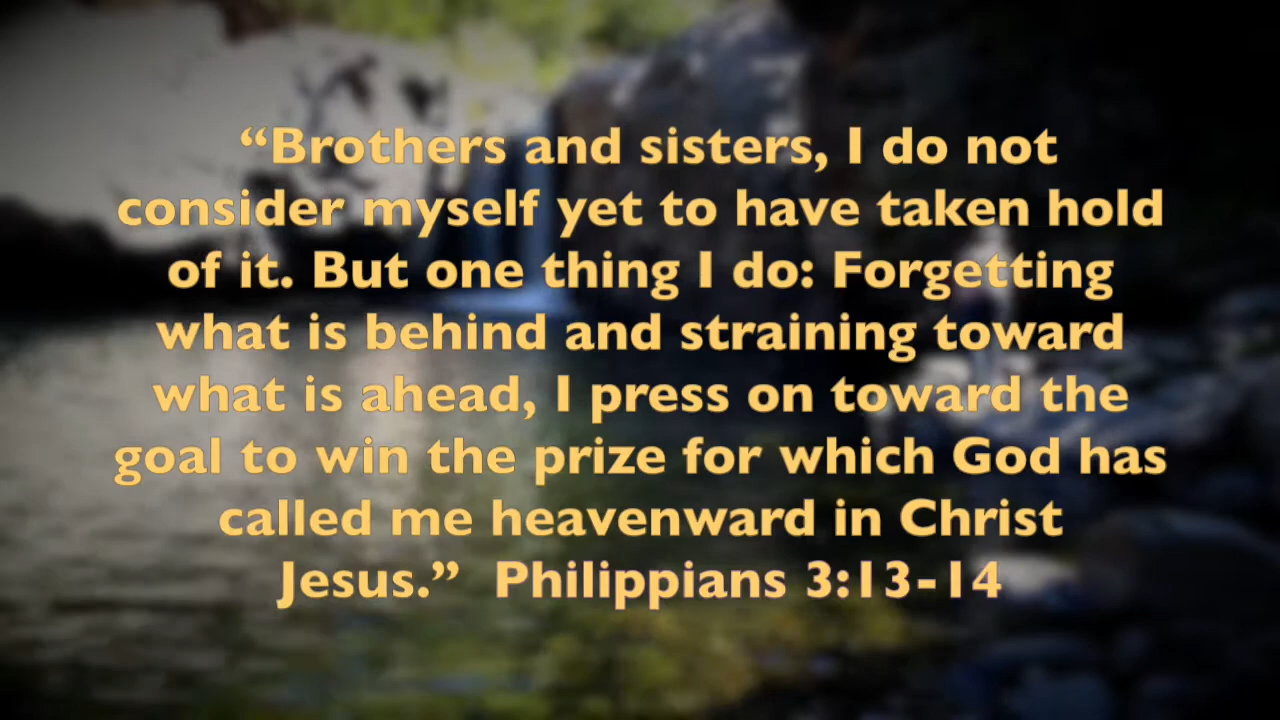 “Brothers and sisters, I do not
consider myself yet to have taken hold
of it. But one thing I do: Forgetting
what is behind and straining toward
what is ahead, I press on toward the
goal to win the prize for which God has
called me heavenward in Christ
Jesus.”  Philippians 3:13-14